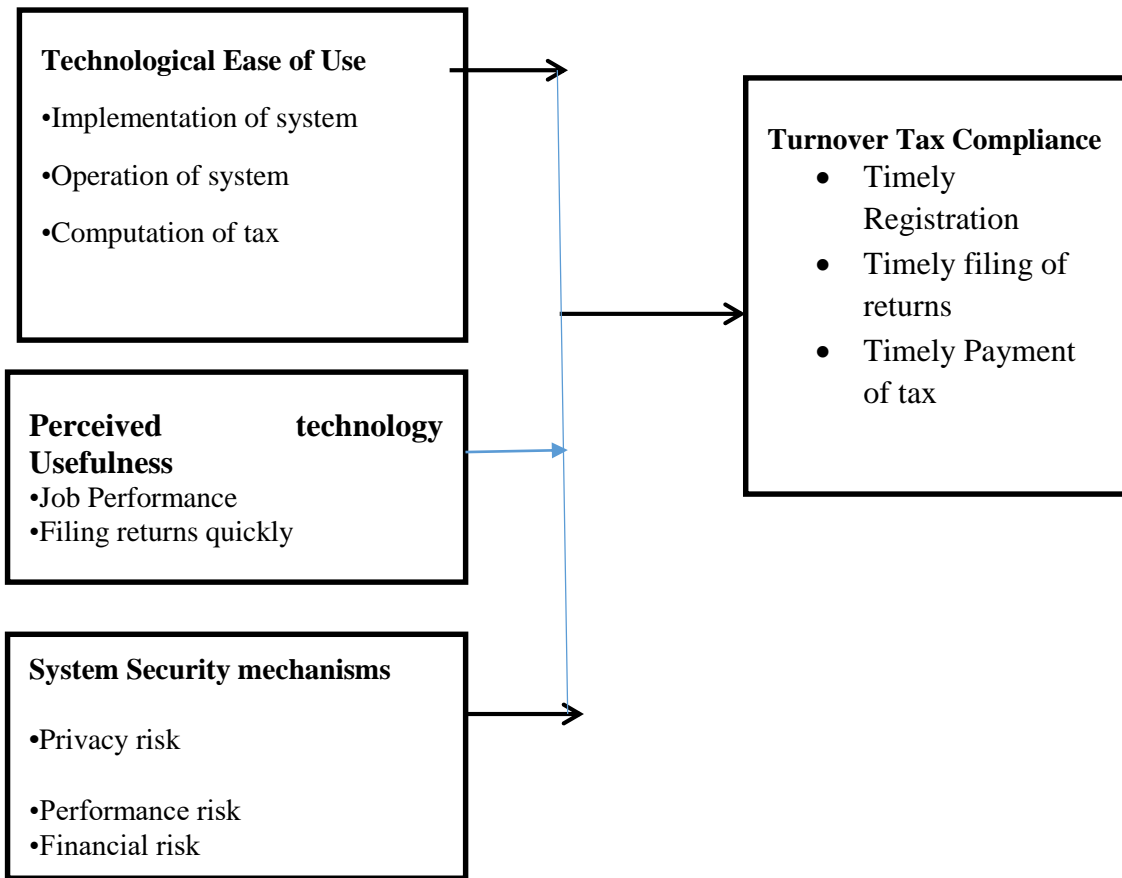 Technological Ease of Use
•Implementation of system
•Operation of system
•Computation of tax
Perceived technology
Usefulness
•Job Performance
•Filing returns quickly
System Security mechanisms
•Privacy risk
•Performance risk
•Financial risk
Turnover Tax Compliance
• Timely
Registration
• Timely filing of
returns
• Timely Payment
of tax